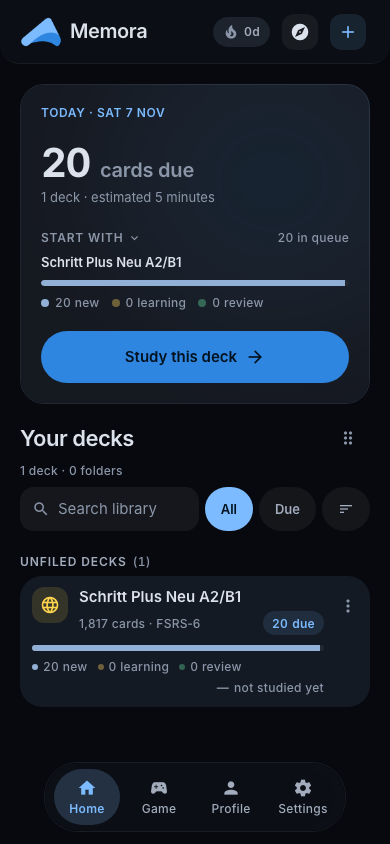 Memora
0d
TODAY · SAT 7 NOV
20 cards due
1 deck · estimated 5 minutes
START WITH
20 in queue
Schritt Plus Neu A2/B1
20 new
0 learning
0 review
Study this deck
Your decks
1 deck · 0 folders
Search library
All
Due
UNFILED DECKS (1)
Schritt Plus Neu A2/B1
1,817 cards · FSRS-6
20 due
20 new
0 learning
0 review
— not studied yet
Home
Game
Profile
Settings